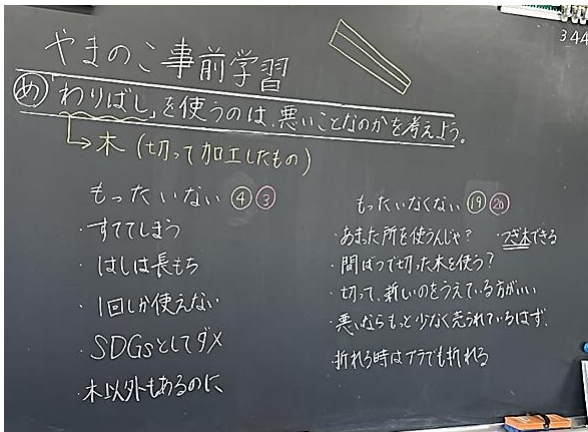 344
やまのこ事前学習
め 「わりばし」を使うのは、悪いことなのかを考えよう。
→木 (切って加工したもの)
もったいない ④ ③
・すててしまう
・はしは長もち
・1回しか使えない
・SDGsとしてダメ
・木以外もあるのに
もったいなくない ⑲ ⑳
・あまった所を使うんじゃ? ・つぎ木できる
・間ばつで切った木を使う?
・切って、新しいのをうえている方がいい
・悪いならもっと少なく売られているはず。
・折れる時はプラでも折れる